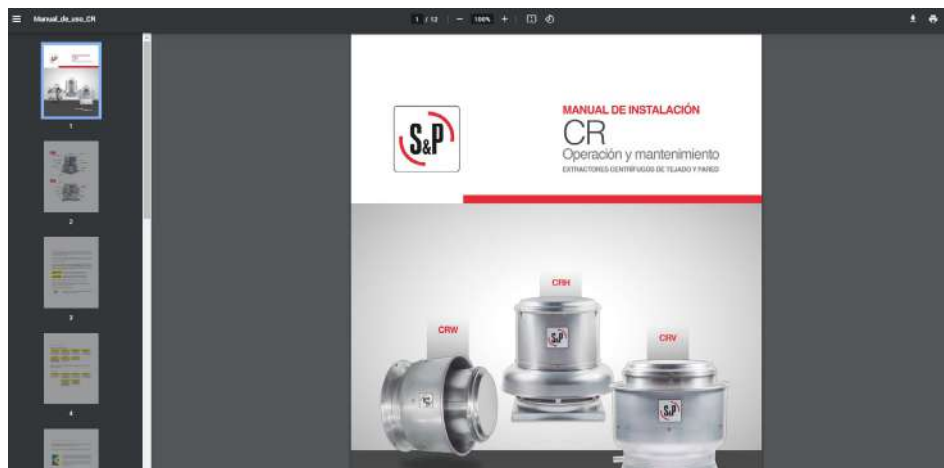 Manual_de_uso_CR
1 / 12
100%
S&P
MANUAL DE INSTALACIÓN
CR
Operación y mantenimiento
EXTRACTORES CENTRÍFUGOS DE TEJADO Y PARED
CRH
CRW
CRV
S&P
S&P
S&P
1
2
3
4